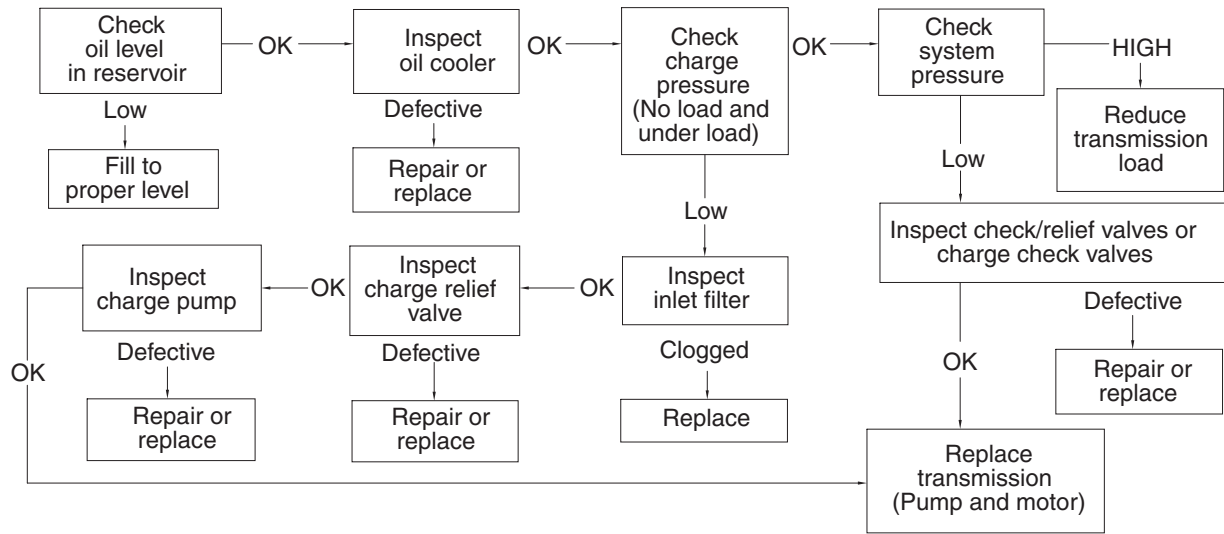 Check
oil level
in reservoir
OK
Inspect
oil cooler
OK
Check
charge
pressure
(No load and
under load)
OK
Check
system
pressure
HIGH
Low
Fill to
proper level
Defective
Repair or
replace
Low
Reduce
transmission
load
Low
Inspect check/relief valves or
charge check valves
Inspect
charge pump
OK
Inspect
charge relief
valve
OK
Inspect
inlet filter
OK
Defective
Repair or
replace
Defective
Repair or
replace
Clogged
Replace
OK
Defective
Repair or
replace
Replace
transmission
(Pump and motor)